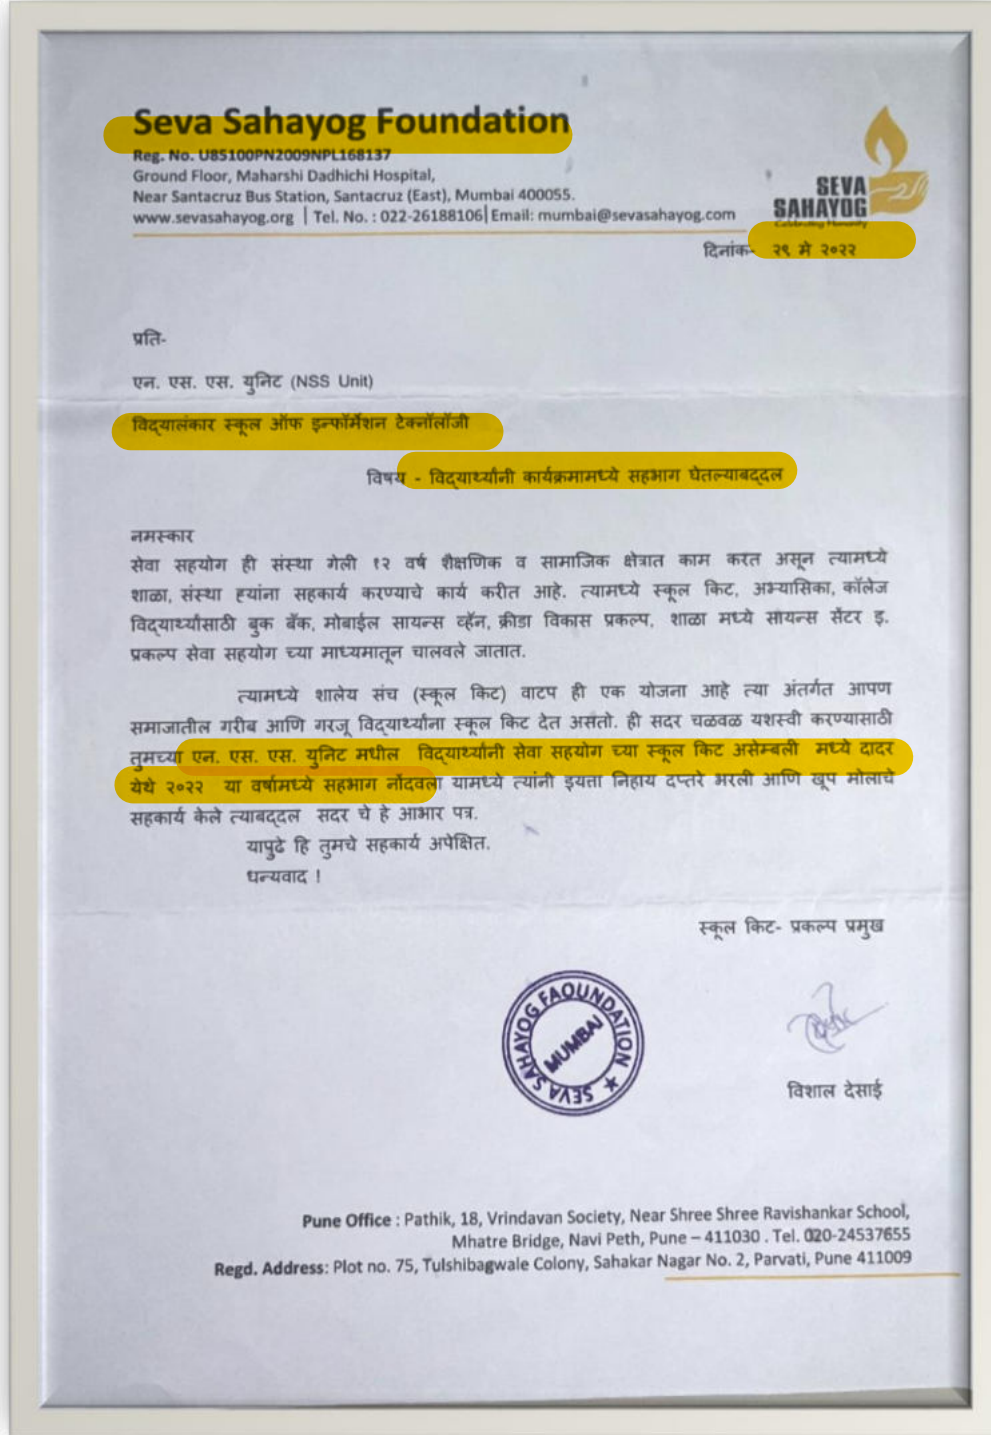 Seva Sahayog Foundation
Reg. No. U85100PN2009NPL168137
Ground Floor, Maharshi Dadhichi Hospital,
Near Santacruz Bus Station, Santacruz (East), Mumbai 400055.
www.sevasahayog.org | Tel. No. : 022-26188106| Email: mumbai@sevasahayog.com
SEVA
SAHAYOG
Celebrating Humanity
दिनांक- २९ मे २०२२
प्रति-
एन. एस. एस. युनिट (NSS Unit)
विद्यालंकार स्कूल ऑफ इन्फॉर्मेशन टेक्नॉलॉजी
विषय - विद्यार्थ्यांनी कार्यक्रमामध्ये सहभाग घेतल्याबद्दल
नमस्कार
सेवा सहयोग ही संस्था गेली १२ वर्ष शैक्षणिक व सामाजिक क्षेत्रात काम करत असून त्यामध्ये
शाळा, संस्था ह्यांना सहकार्य करण्याचे कार्य करीत आहे. त्यामध्ये स्कूल किट, अभ्यासिका, कॉलेज
विद्यार्थ्यांसाठी बुक बँक, मोबाईल सायन्स व्हॅन, क्रीडा विकास प्रकल्प, शाळा मध्ये सायन्स सेंटर इ.
प्रकल्प सेवा सहयोग च्या माध्यमातून चालवले जातात.
त्यामध्ये शालेय संच (स्कूल किट) वाटप ही एक योजना आहे त्या अंतर्गत आपण
समाजातील गरीब आणि गरजू विद्यार्थ्यांना स्कूल किट देत असतो. ही सदर चळवळ यशस्वी करण्यासाठी
तुमच्या एन. एस. एस. युनिट मधील विद्यार्थ्यांनी सेवा सहयोग च्या स्कूल किट असेम्बली मध्ये दादर
येथे २०२२ या वर्षामध्ये सहभाग नोंदवला यामध्ये त्यांनी इयत्ता निहाय दप्तरे भरली आणि खूप मोलाचे
सहकार्य केले त्याबद्दल सदर चे हे आभार पत्र.
यापुढे हि तुमचे सहकार्य अपेक्षित.
धन्यवाद !
स्कूल किट- प्रकल्प प्रमुख
SEVA SAHAYOG FAOUNDATION ★
MUMBAI
विशाल देसाई
Pune Office : Pathik, 18, Vrindavan Society, Near Shree Shree Ravishankar School,
Mhatre Bridge, Navi Peth, Pune – 411030 . Tel. 020-24537655
Regd. Address: Plot no. 75, Tulshibagwale Colony, Sahakar Nagar No. 2, Parvati, Pune 411009